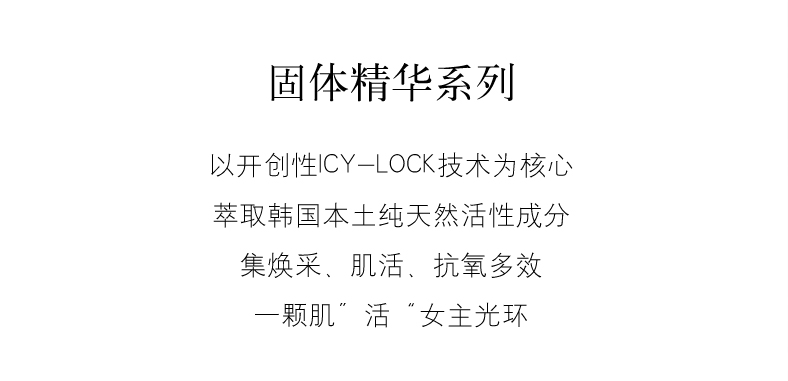 固体精华系列
以开创性ICY-LOCK技术为核心
萃取韩国本土纯天然活性成分
集焕采、肌活、抗氧多效
一颗肌”活“女主光环